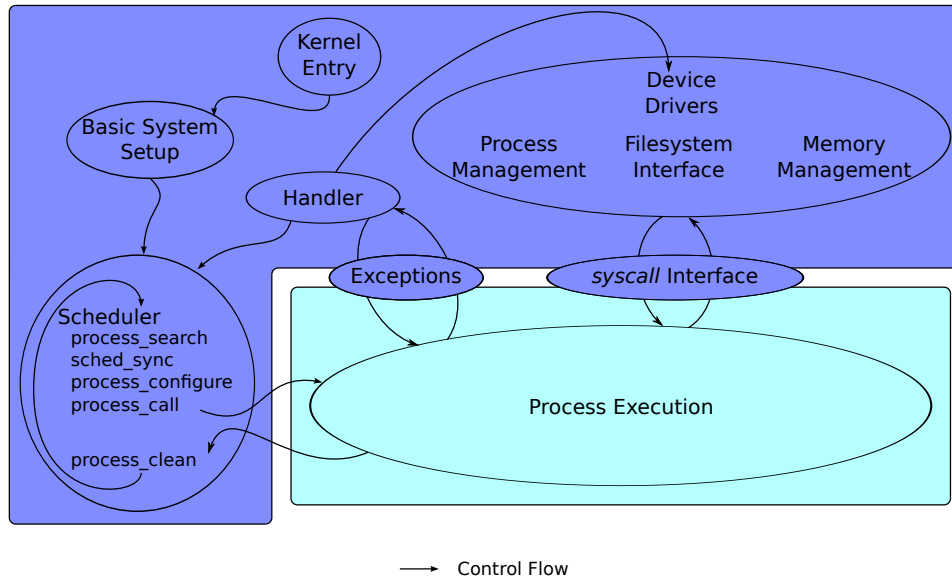 Kernel
Entry
Basic System
Setup
Handler
Device
Drivers
Process
Management
Filesystem
Interface
Memory
Management
Exceptions
syscall Interface
Scheduler
process_search
sched_sync
process_configure
process_call
process_clean
Process Execution
Control Flow